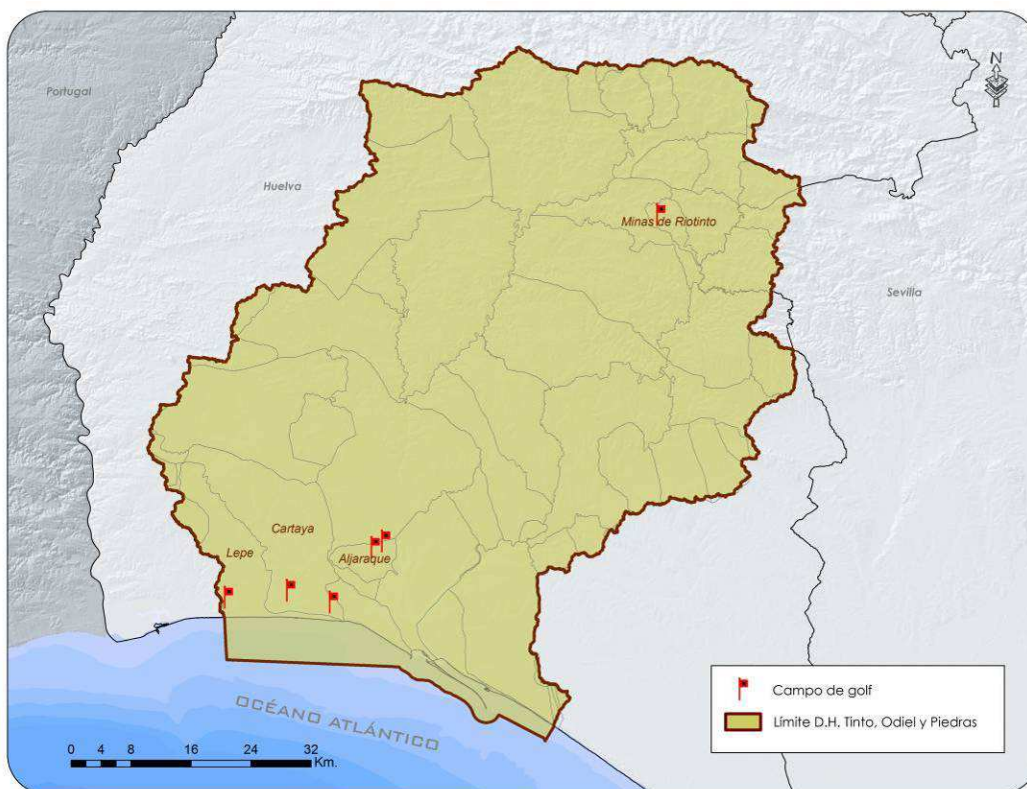 N
Portugal
Huelva
Minas de Riotinto
Sevilla
Cartaya
Lepe
Aljaraque
OCÉANO ATLÁNTICO
Campo de golf
Límite D.H. Tinto, Odiel y Piedras
0 4 8 16 24 32
Km.